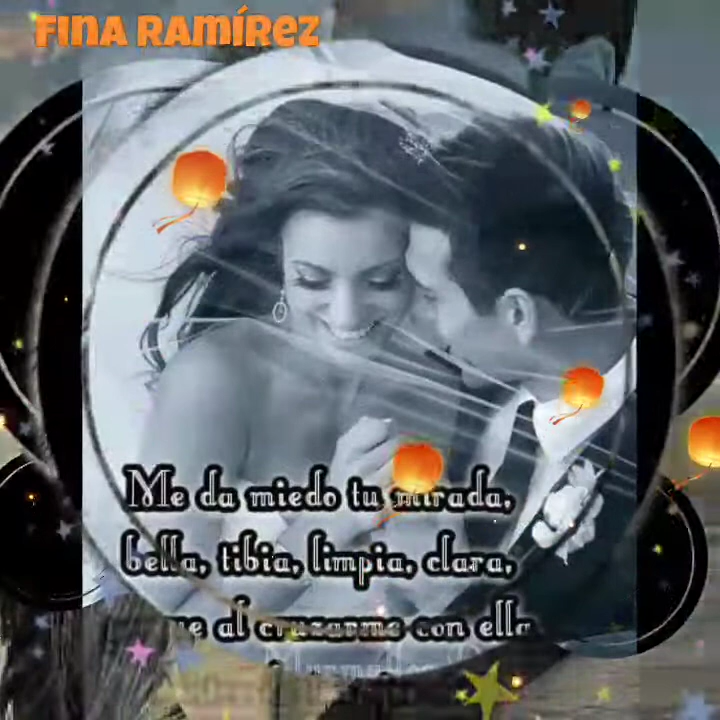 Fina Ramírez
Me da miedo tu mirada,
bella, tibia, limpia, clara,
al cruzarme con ella